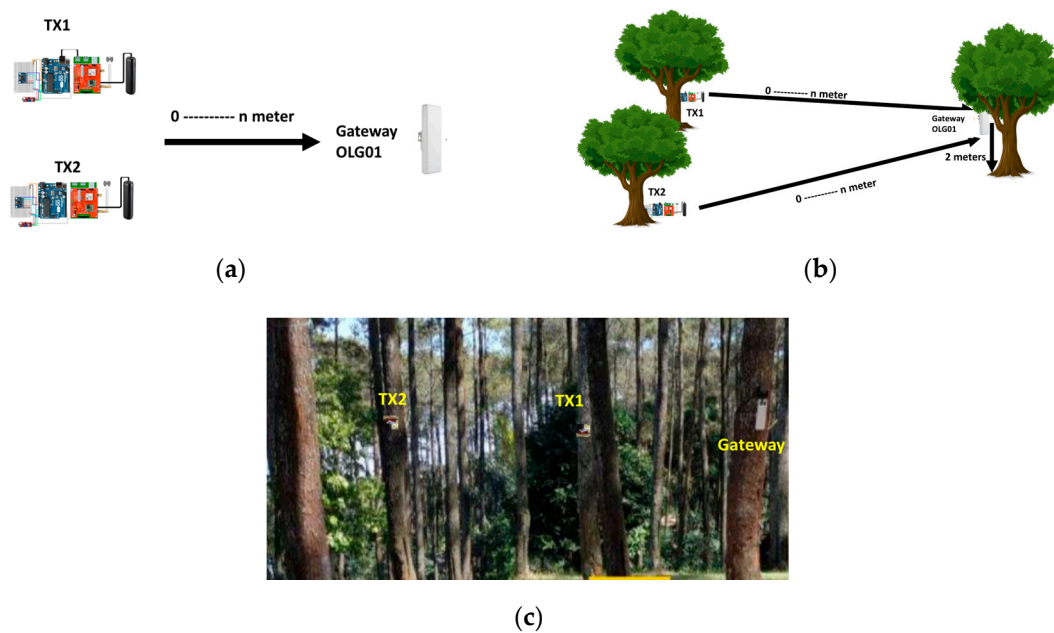 TX1
0 ---------- n meter
Gateway
OLG01
TX2
(a)
0 ---------- n meter
TX1
Gateway
OLG01
2 meters
TX2
0 ---------- n meter
(b)
TX2
TX1
Gateway
(c)